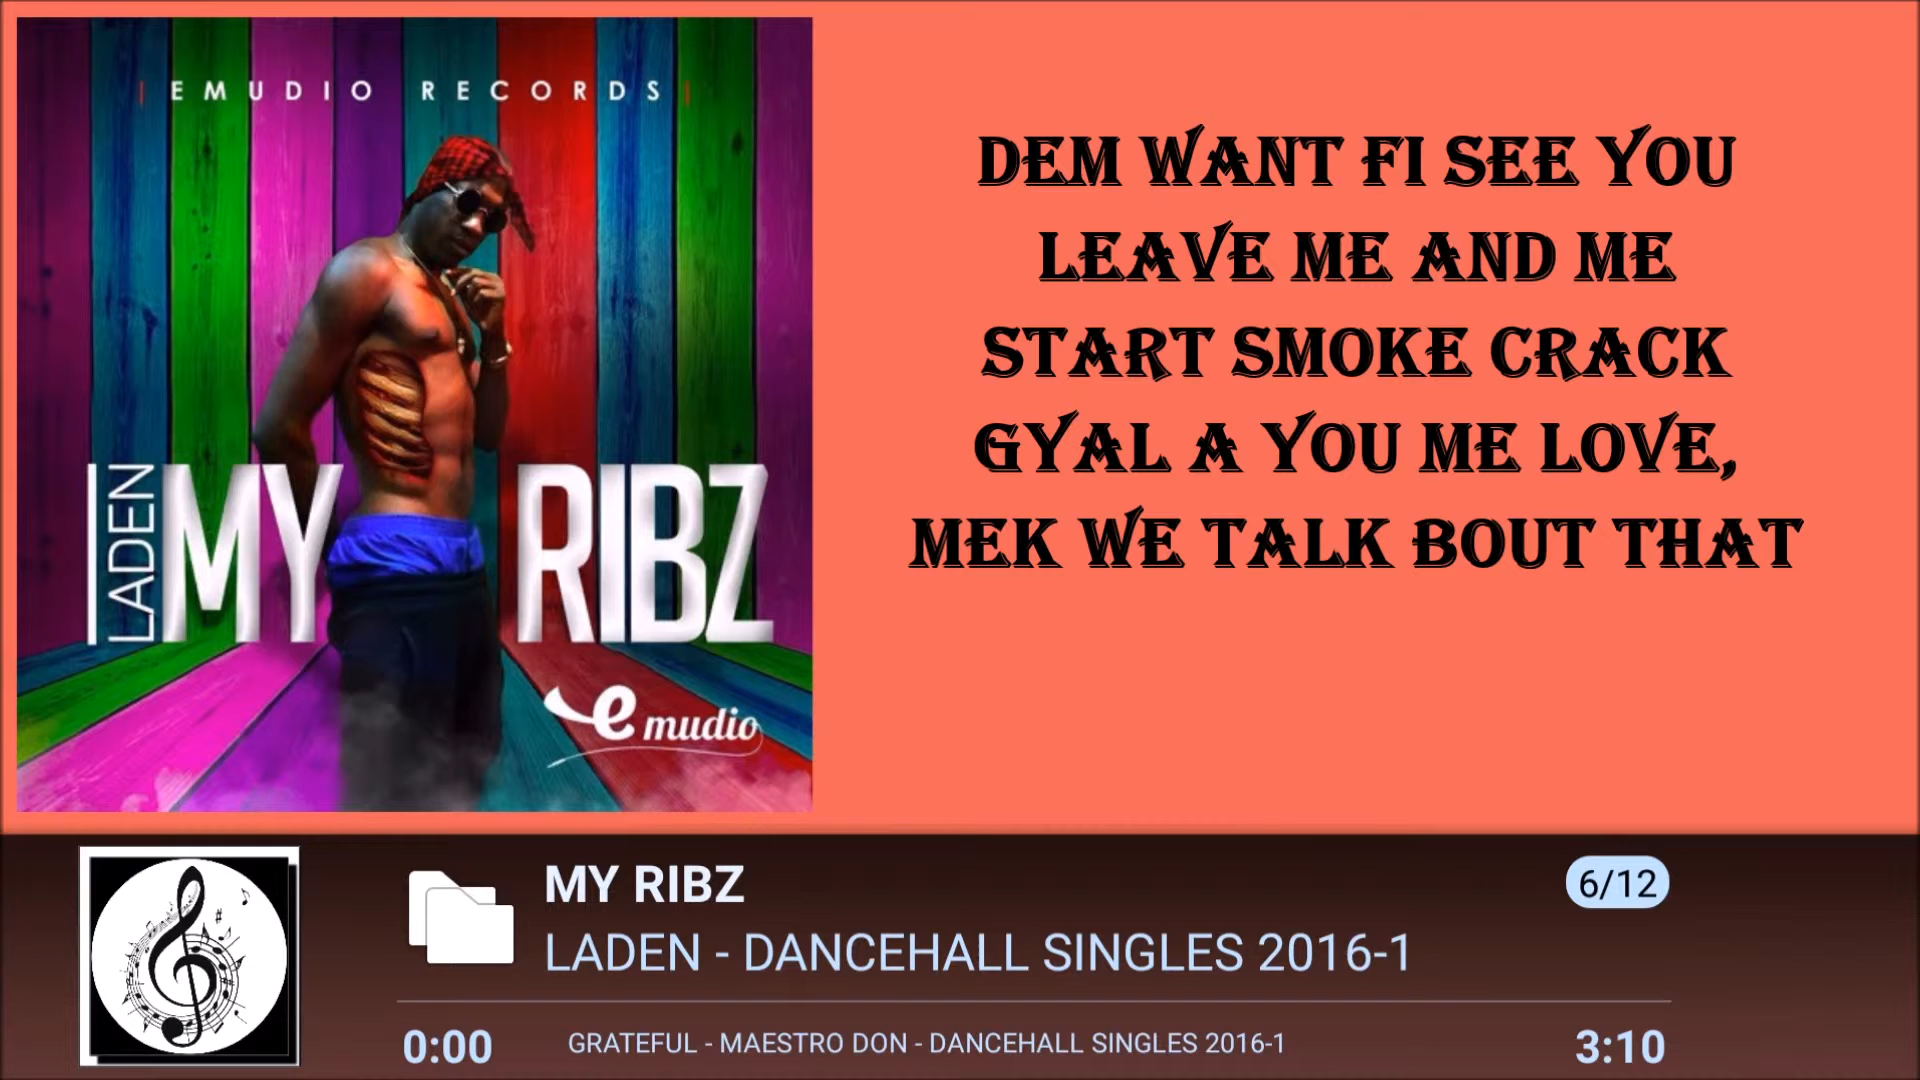 | EMUDIO RECORDS |
LADEN
MY RIBZ
e mudio
DEM WANT FI SEE YOU
LEAVE ME AND ME
START SMOKE CRACK
GYAL A YOU ME LOVE,
MEK WE TALK BOUT THAT
MY RIBZ
6/12
LADEN - DANCEHALL SINGLES 2016-1
0:00
GRATEFUL - MAESTRO DON - DANCEHALL SINGLES 2016-1
3:10